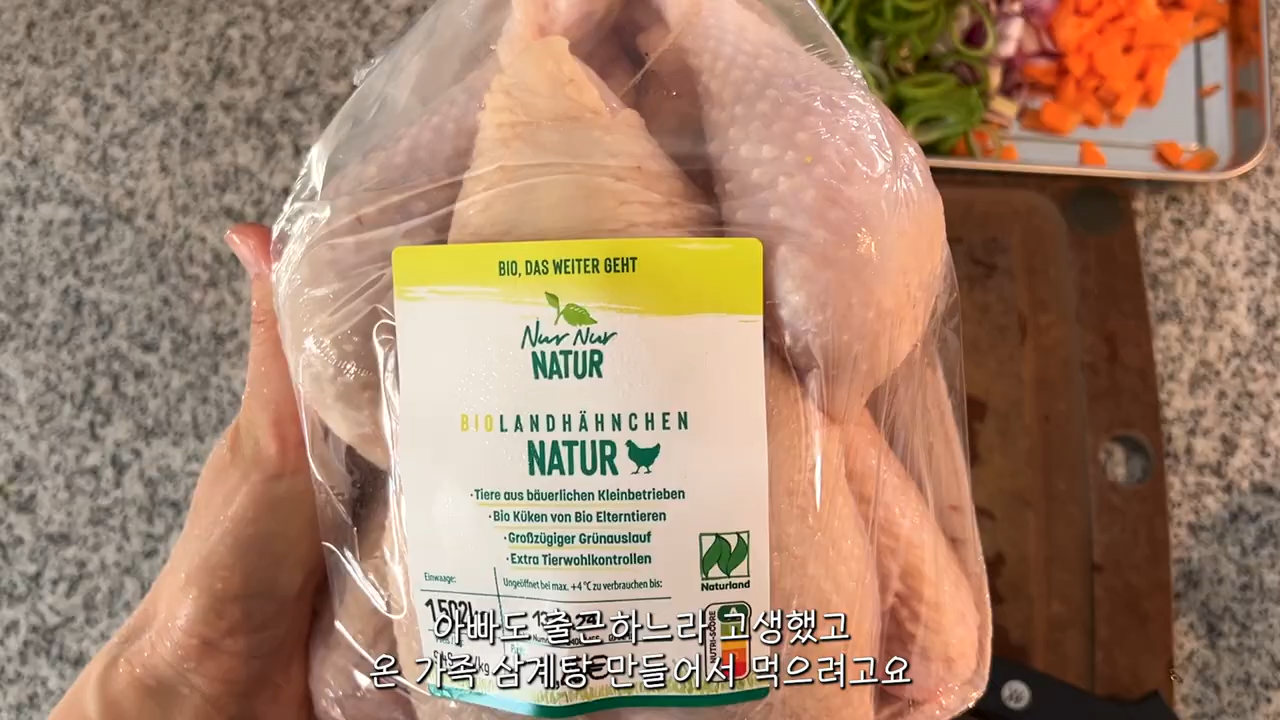 BIO, DAS WEITER GEHT
Nur Nur
NATUR
BIOLANDHÄHNCHEN
NATUR
·Tiere aus bäuerlichen Kleinbetrieben
·Bio Küken von Bio Elterntieren
·Großzügiger Grünauslauf
·Extra Tierwohlkontrollen
Naturland
Einwaage:
Ungeöffnet bei max. +4 °C zu verbrauchen bis:
NUTRI-SCORE
아빠도 출근하느라 고생했고
온 가족 삼계탕 만들어서 먹으려고요